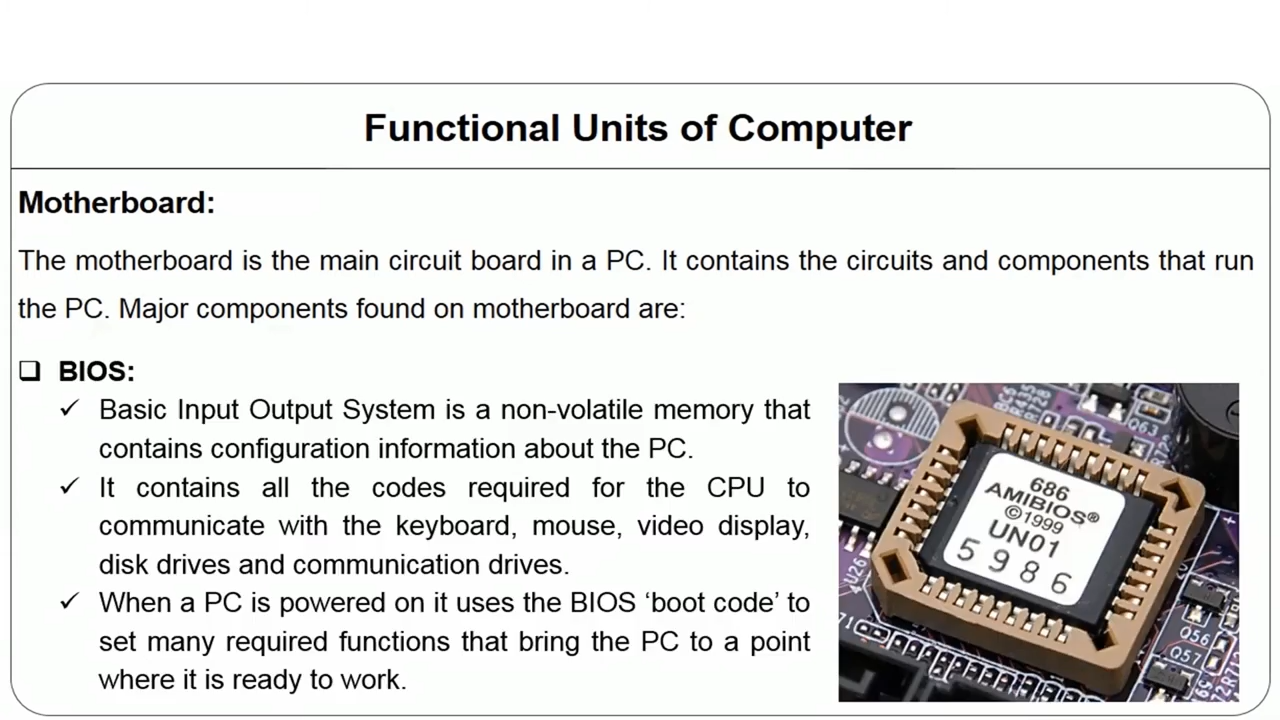 Functional Units of Computer
Motherboard:
The motherboard is the main circuit board in a PC. It contains the circuits and components that run
the PC. Major components found on motherboard are:
❑ BIOS:
✓ Basic Input Output System is a non-volatile memory that
contains configuration information about the PC.
✓ It contains all the codes required for the CPU to
communicate with the keyboard, mouse, video display,
disk drives and communication drives.
✓ When a PC is powered on it uses the BIOS ‘boot code’ to
set many required functions that bring the PC to a point
where it is ready to work.
Q63
686
AMIBIOS®
©1999
UN01
5986
4U26
71
Q56
Q57